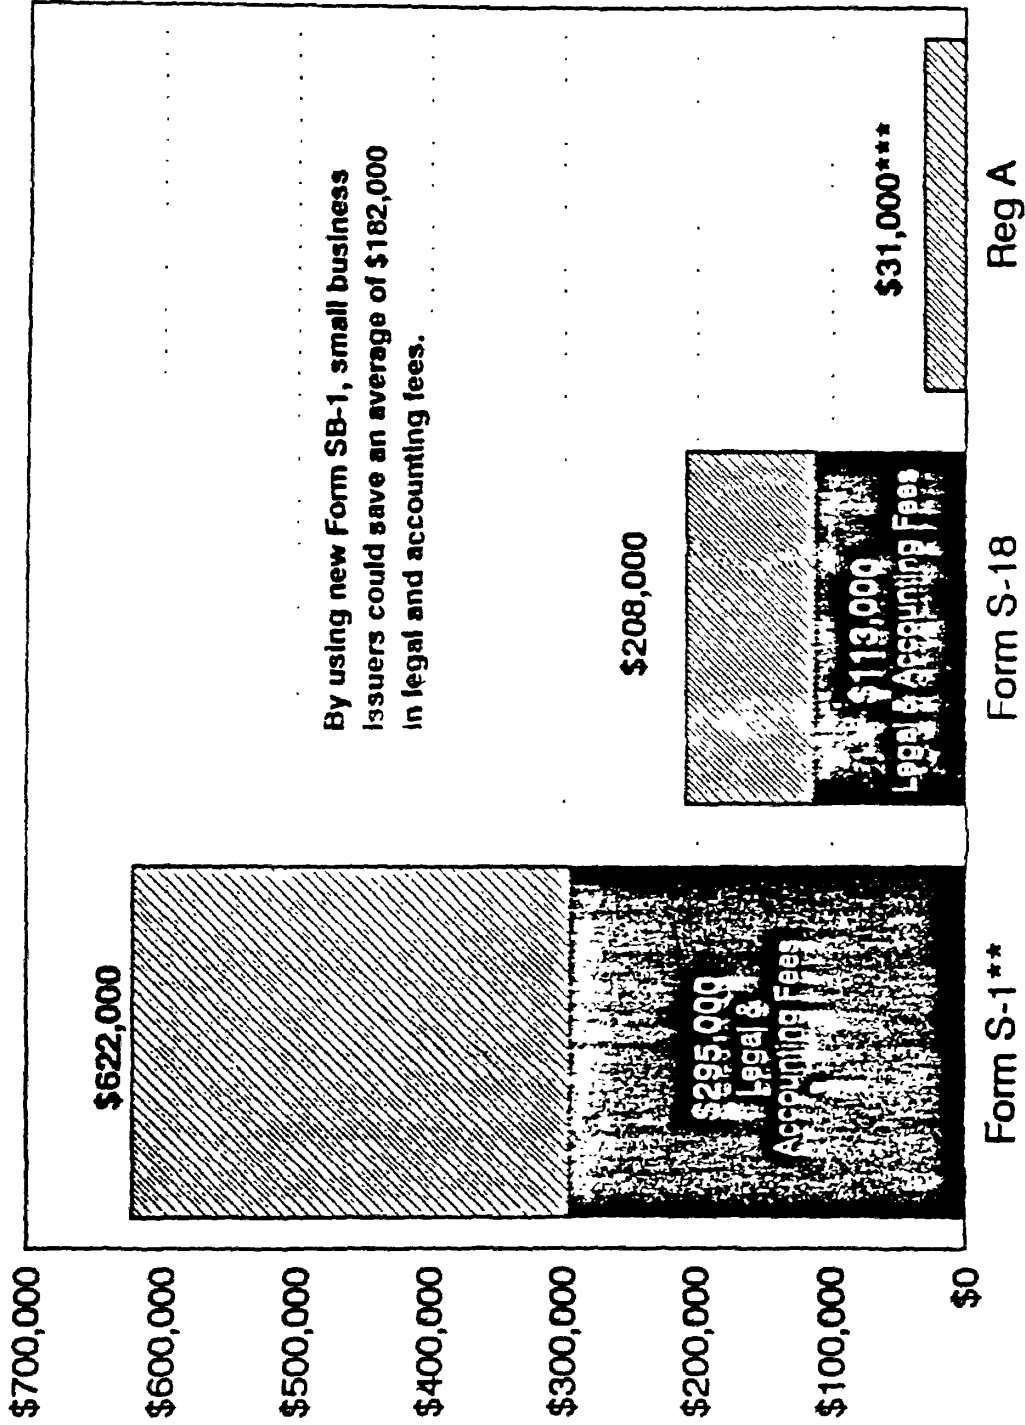 $700,000
$600,000
$500,000
$400,000
$300,000
$200,000
$100,000
$0
$622,000
$295,000
Legal &
Accounting Fees
Form S-1**
By using new Form SB-1, small business
issuers could save an average of $182,000
in legal and accounting fees.
$208,000
$113,000
Legal & Accounting Fees
Form S-18
$31,000***
Reg A